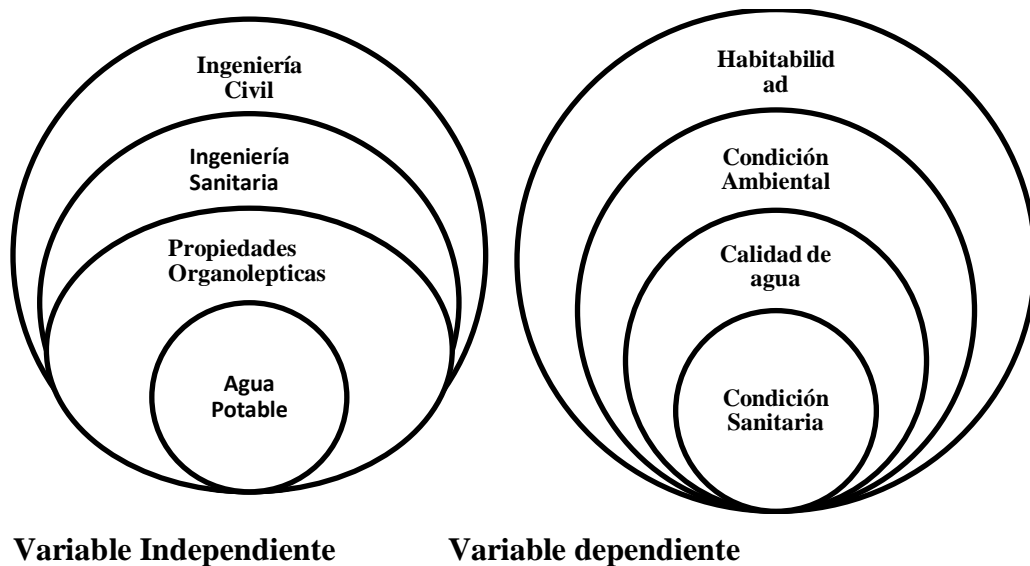 Ingeniería
Civil
Ingeniería
Sanitaria
Propiedades
Organolepticas
Agua
Potable
Habitabilid
ad
Condición
Ambiental
Calidad de
agua
Condición
Sanitaria
Variable Independiente
Variable dependiente